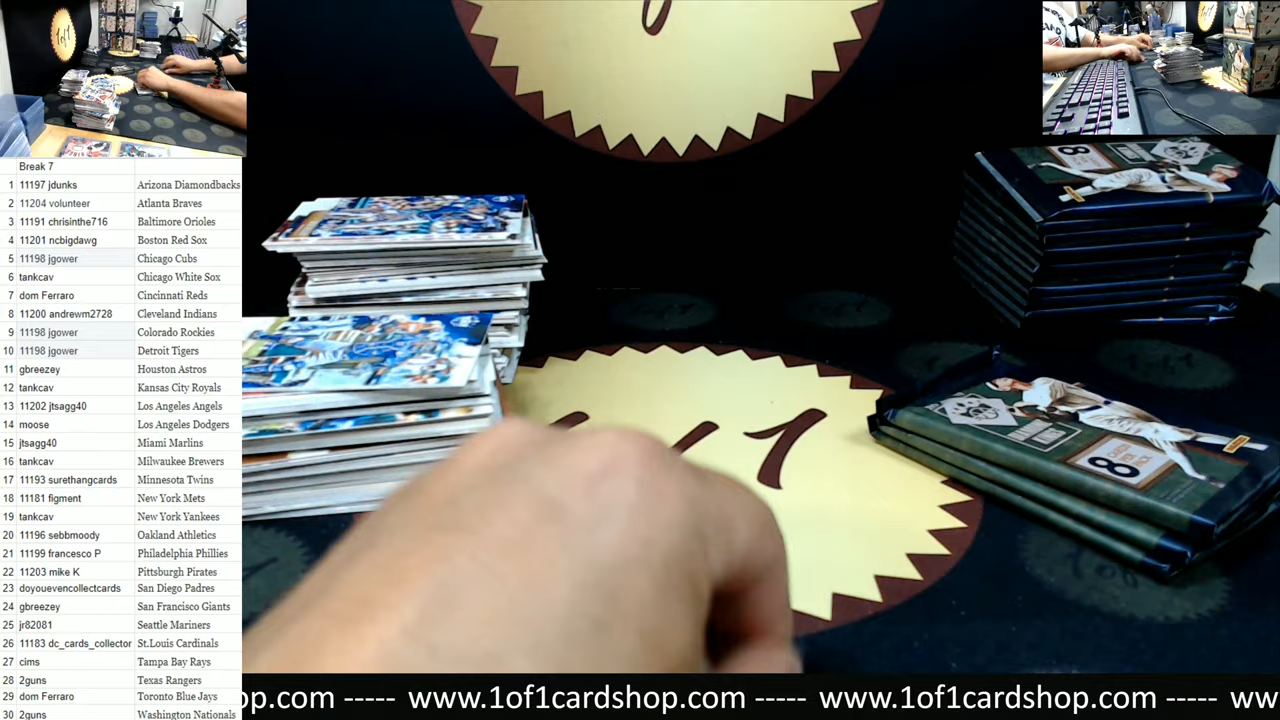 Break 7
1 11197 jdunks Arizona Diamondbacks
2 11204 volunteer Atlanta Braves
3 11191 chrisinthe716 Baltimore Orioles
4 11201 ncbigdawg Boston Red Sox
5 11198 jgower Chicago Cubs
6 tankcav Chicago White Sox
7 dom Ferraro Cincinnati Reds
8 11200 andrewm2728 Cleveland Indians
9 11198 jgower Colorado Rockies
10 11198 jgower Detroit Tigers
11 gbreezey Houston Astros
12 tankcav Kansas City Royals
13 11202 jtsagg40 Los Angeles Angels
14 moose Los Angeles Dodgers
15 jtsagg40 Miami Marlins
16 tankcav Milwaukee Brewers
17 11193 surethangcards Minnesota Twins
18 11181 figment New York Mets
19 tankcav New York Yankees
20 11196 sebbmoody Oakland Athletics
21 11199 francesco P Philadelphia Phillies
22 11203 mike K Pittsburgh Pirates
23 doyouevencollectcards San Diego Padres
24 gbreezey San Francisco Giants
25 jr82081 Seattle Mariners
26 11183 dc_cards_collector St.Louis Cardinals
27 cims Tampa Bay Rays
28 2guns Texas Rangers
29 dom Ferraro Toronto Blue Jays
30 2guns Washington Nationals
1of1
8
8
op.com ----- www.1of1cardshop.com ----- www.1of1cardshop.com ----- ww